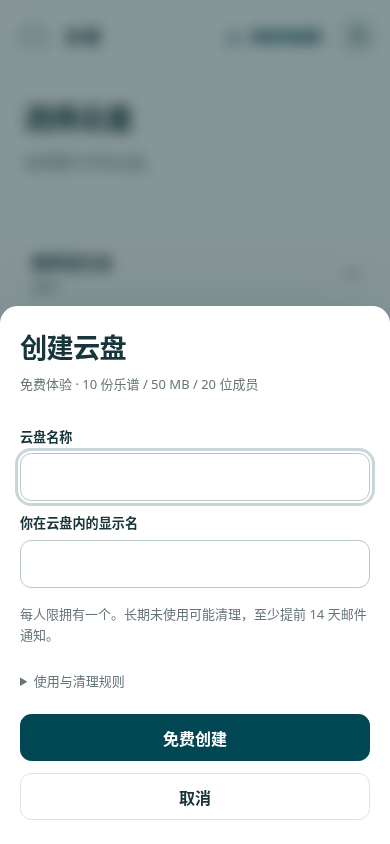 创建云盘
免费体验 · 10 份乐谱 / 50 MB / 20 位成员
云盘名称
你在云盘内的显示名
每人限拥有一个。长期未使用可能清理，至少提前 14 天邮件
通知。
▶ 使用与清理规则
免费创建
取消